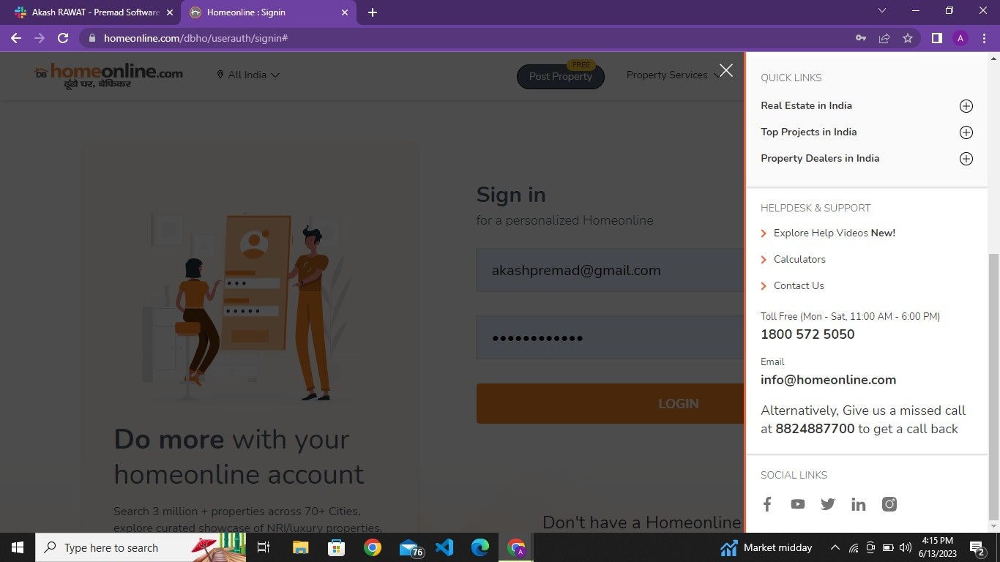 Akash RAWAT - Premad Software
Homeonline : Signin
homeonline.com/dbho/userauth/signin#
A
DB homeonline.com
ढूंढो घर, बेफिकर
All India
FREE
Post Property
Property Services
Sign in
for a personalized Homeonline
akashpremad@gmail.com
LOGIN
Do more with your
homeonline account
Search 3 million + properties across 70+ Cities,
explore curated showcase of NRI/luxury properties,
Don't have a Homeonline
QUICK LINKS
Real Estate in India
Top Projects in India
Property Dealers in India
HELPDESK & SUPPORT
Explore Help Videos New!
Calculators
Contact Us
Toll Free (Mon - Sat, 11:00 AM - 6:00 PM)
1800 572 5050
Email
info@homeonline.com
Alternatively, Give us a missed call
at 8824887700 to get a call back
SOCIAL LINKS
Type here to search
76
A
Market midday
4:15 PM
6/13/2023
2